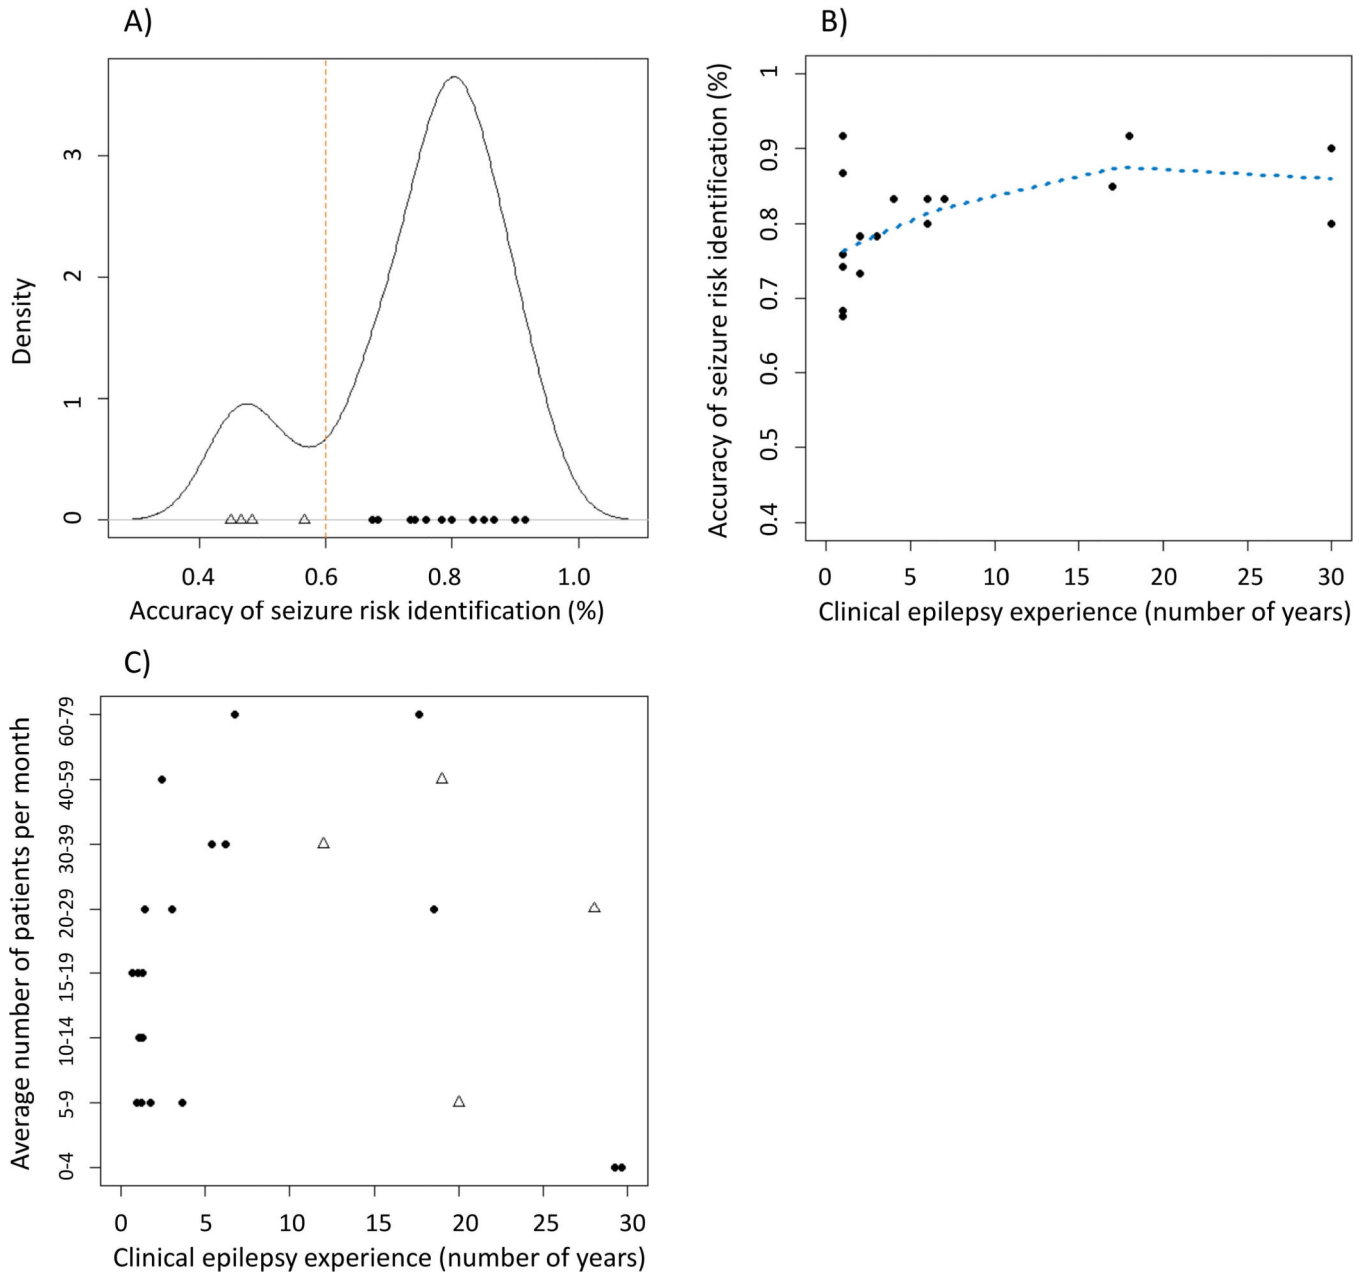 A)
3
2
1
0
Density
0.4 0.6 0.8 1.0
Accuracy of seizure risk identification (%)
B)
1
0.9
0.8
0.7
0.6
0.5
0.4
Accuracy of seizure risk identification (%)
0 5 10 15 20 25 30
Clinical epilepsy experience (number of years)
C)
60-79
40-59
30-39
20-29
15-19
10-14
5-9
0-4
Average number of patients per month
0 5 10 15 20 25 30
Clinical epilepsy experience (number of years)